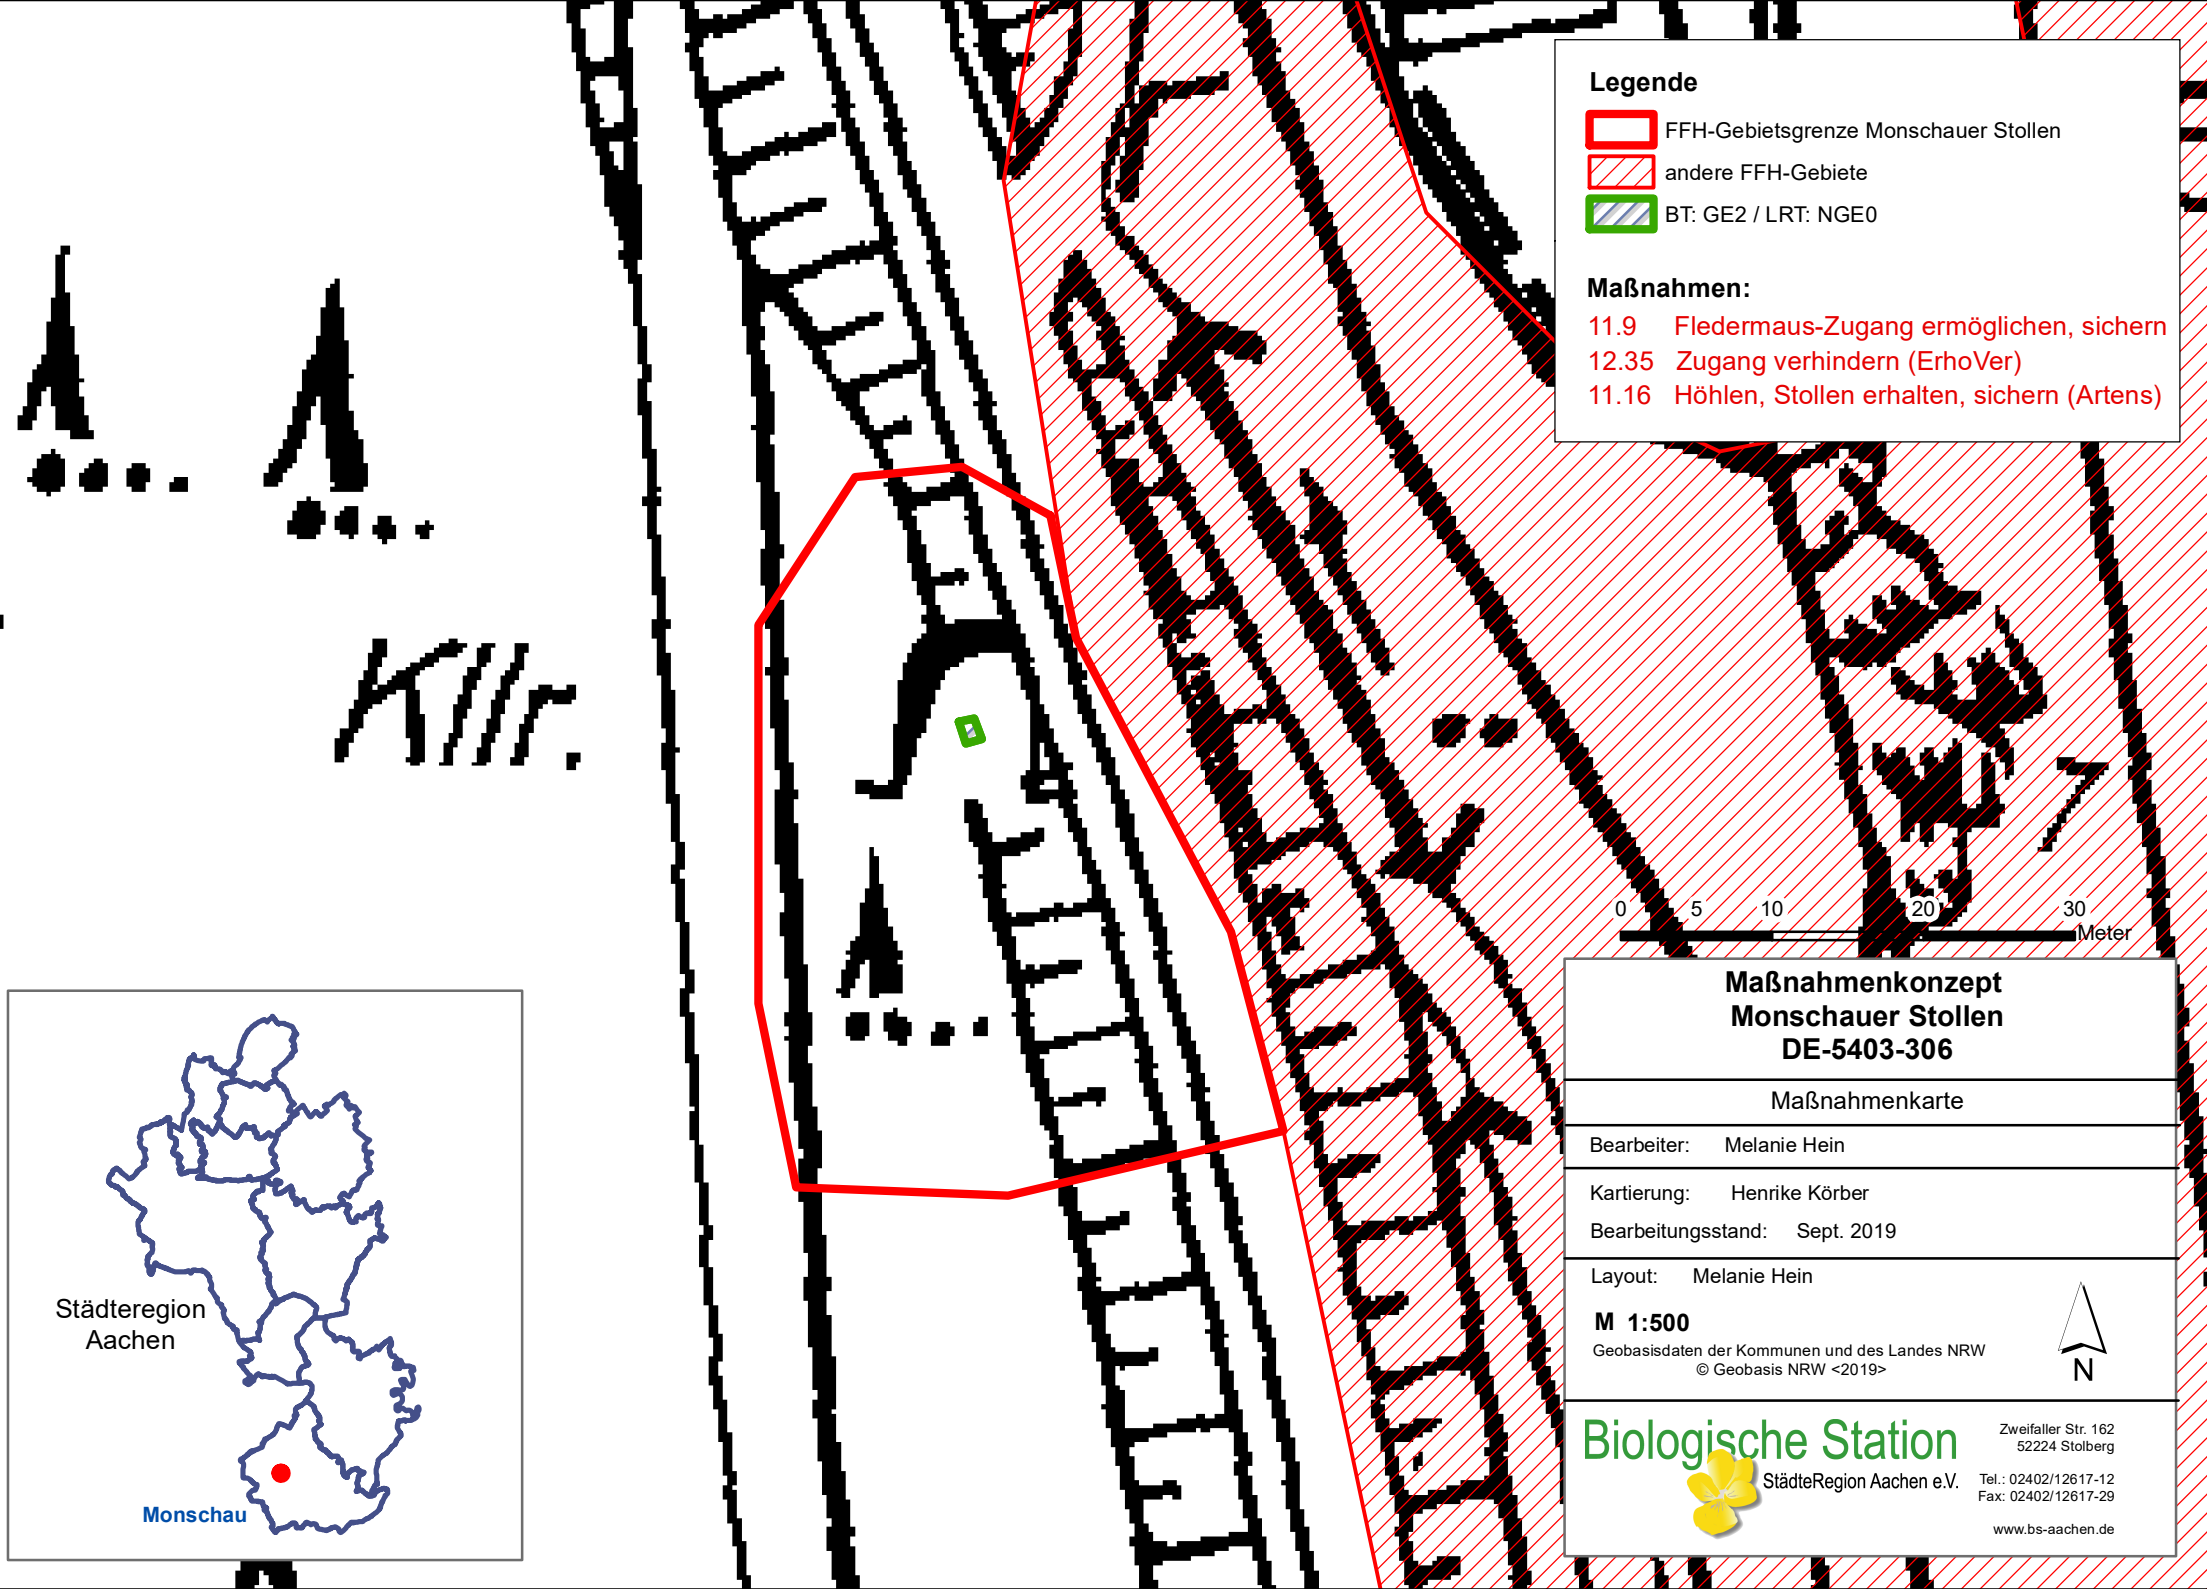 Legende
FFH-Gebietsgrenze Monschauer Stollen
andere FFH-Gebiete
BT: GE2 / LRT: NGE0
Maßnahmen:
11.9 Fledermaus-Zugang ermöglichen, sichern
12.35 Zugang verhindern (ErhoVer)
11.16 Höhlen, Stollen erhalten, sichern (Artens)
Kllr.
0 5 10 20 30
Meter
Maßnahmenkonzept
Monschauer Stollen
DE-5403-306
Maßnahmenkarte
Bearbeiter: Melanie Hein
Kartierung: Henrike Körber
Bearbeitungsstand: Sept. 2019
Layout: Melanie Hein
M 1:500
Geobasisdaten der Kommunen und des Landes NRW
© Geobasis NRW <2019>
N
Biologische Station
StädteRegion Aachen e.V.
Zweifaller Str. 162
52224 Stolberg
Tel.: 02402/12617-12
Fax: 02402/12617-29
www.bs-aachen.de
Städteregion
Aachen
Monschau